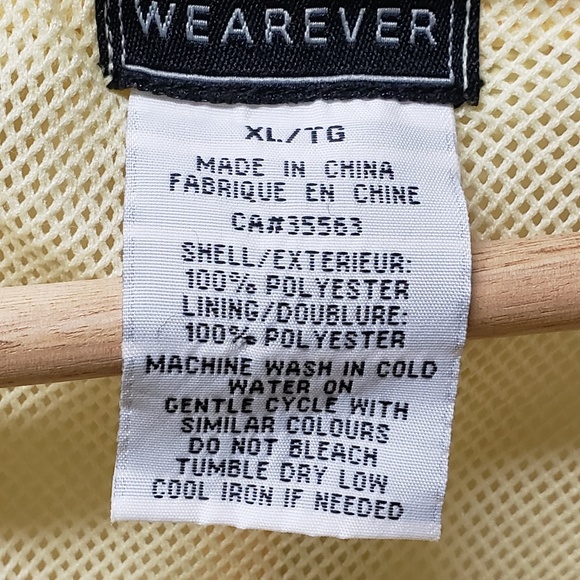 WEAREVER
XL/TG
MADE IN CHINA
FABRIQUE EN CHINE
CA#35563
SHELL/EXTERIEUR:
100% POLYESTER
LINING/DOUBLURE:
100% POLYESTER
MACHINE WASH IN COLD
WATER ON
GENTLE CYCLE WITH
SIMILAR COLOURS
DO NOT BLEACH
TUMBLE DRY LOW
COOL IRON IF NEEDED